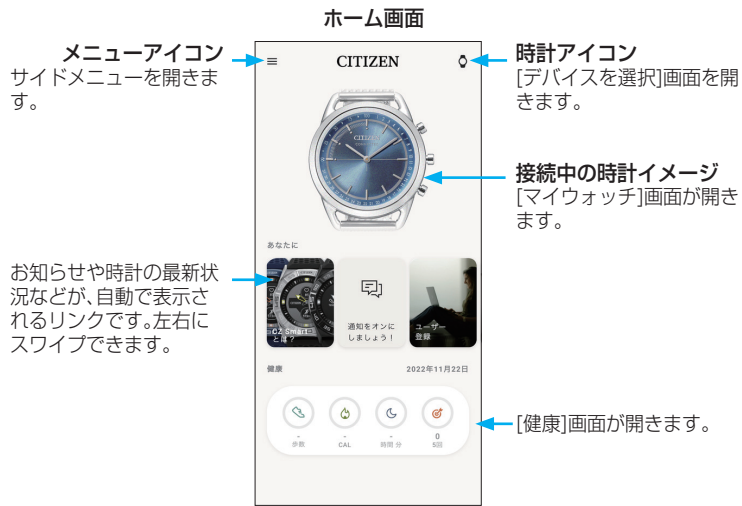 ホーム画面
メニューアイコン
サイドメニューを開きま
す。
時計アイコン
[デバイスを選択]画面を開
きます。
CITIZEN
CITIZEN
接続中の時計イメージ
[マイウォッチ]画面が開き
ます。
あなたに
お知らせや時計の最新状
況などが、自動で表示さ
れるリンクです。左右に
スワイプできます。
CZ Smart
とは?
通知をオンに
しましょう!
ユーザー
登録
健康
2022年11月22日
- - - 0
歩数 CAL 時間 分 5回
[健康]画面が開きます。